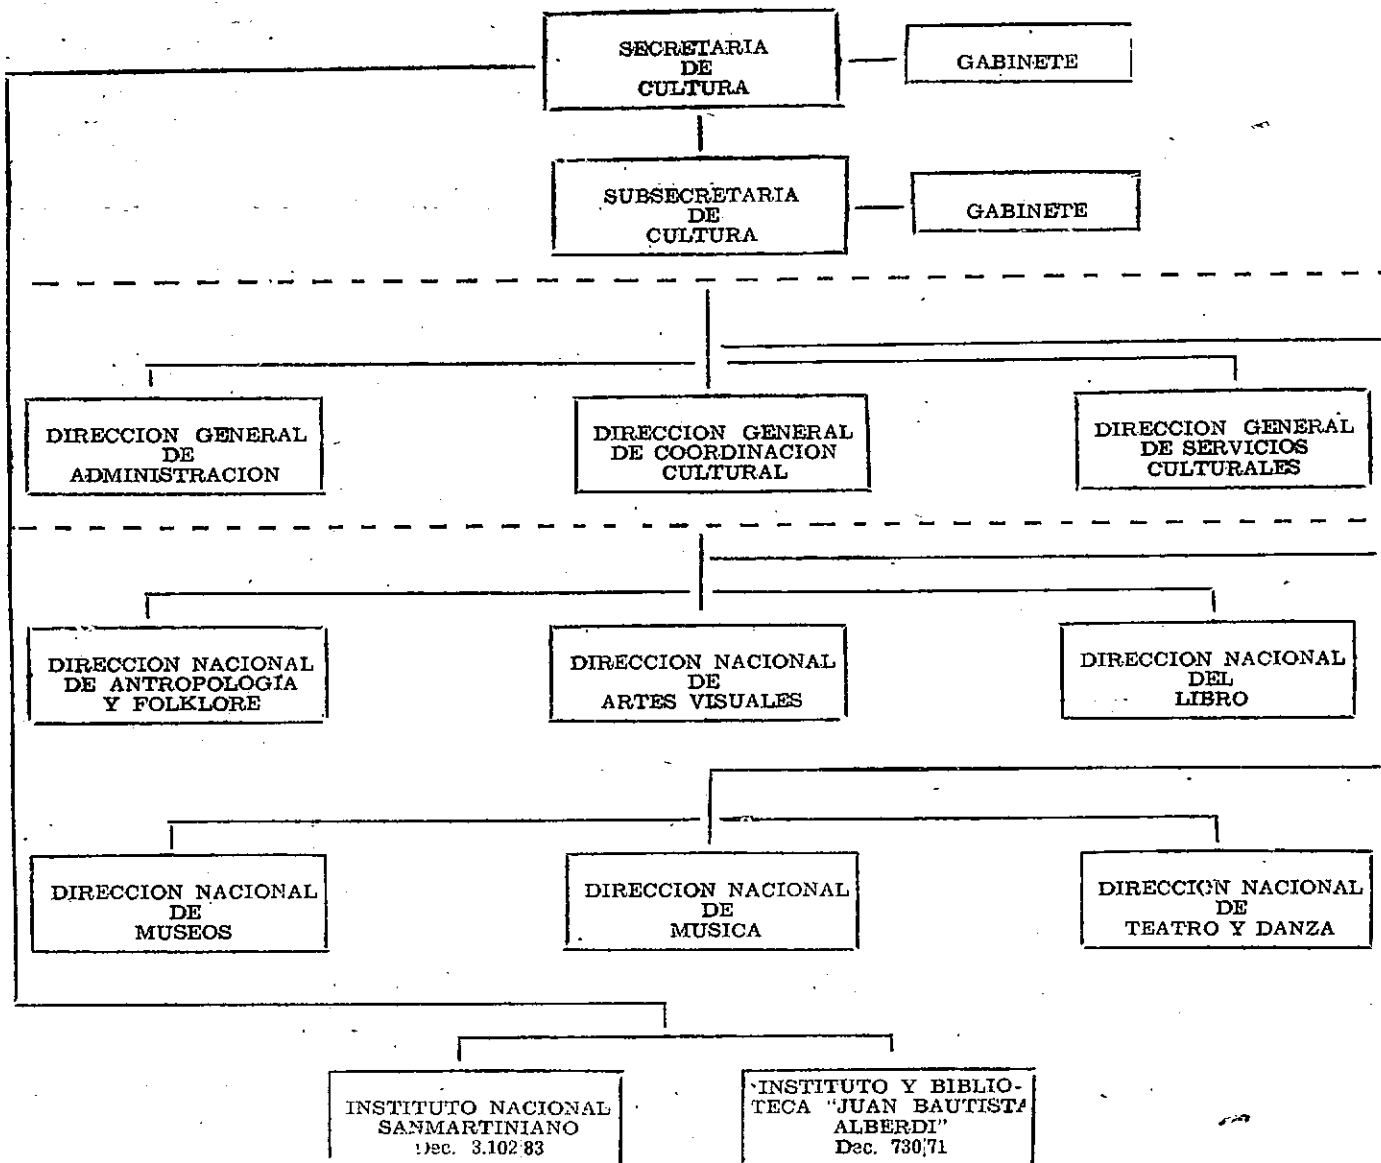 SECRETARIA
DE
CULTURA
GABINETE
SUBSECRETARIA
DE
CULTURA
GABINETE
DIRECCION GENERAL
DE
ADMINISTRACION
DIRECCION GENERAL
DE COORDINACION
CULTURAL
DIRECCION GENERAL
DE SERVICIOS
CULTURALES
DIRECCION NACIONAL
DE ANTROPOLOGÍA
Y FOLKLORE
DIRECCION NACIONAL
DE
ARTES VISUALES
DIRECCION NACIONAL
DEL
LIBRO
DIRECCION NACIONAL
DE
MUSEOS
DIRECCION NACIONAL
DE
MUSICA
DIRECCION NACIONAL
DE
TEATRO Y DANZA
INSTITUTO NACIONAL
SANMARTINIANO
Dec. 3.102/83
INSTITUTO Y BIBLIO-
TECA "JUAN BAUTISTA
ALBERDI"
Dec. 730/71